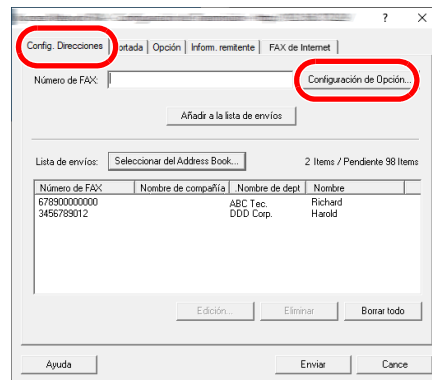 Config. Direcciones ortada Opción Inform. remitente FAX de Internet
Número de FAX: Configuración de Opción...
Añadir a la lista de envíos
Lista de envíos: Seleccionar del Address Book... 2 Items / Pendiente 98 Items
Número de FAX Nombre de compañía .Nombre de dept Nombre
678900000000 ABC Tec. Richard
3456789012 DDD Corp. Harold
Edición... Eliminar Borrar todo
Ayuda Enviar Cance